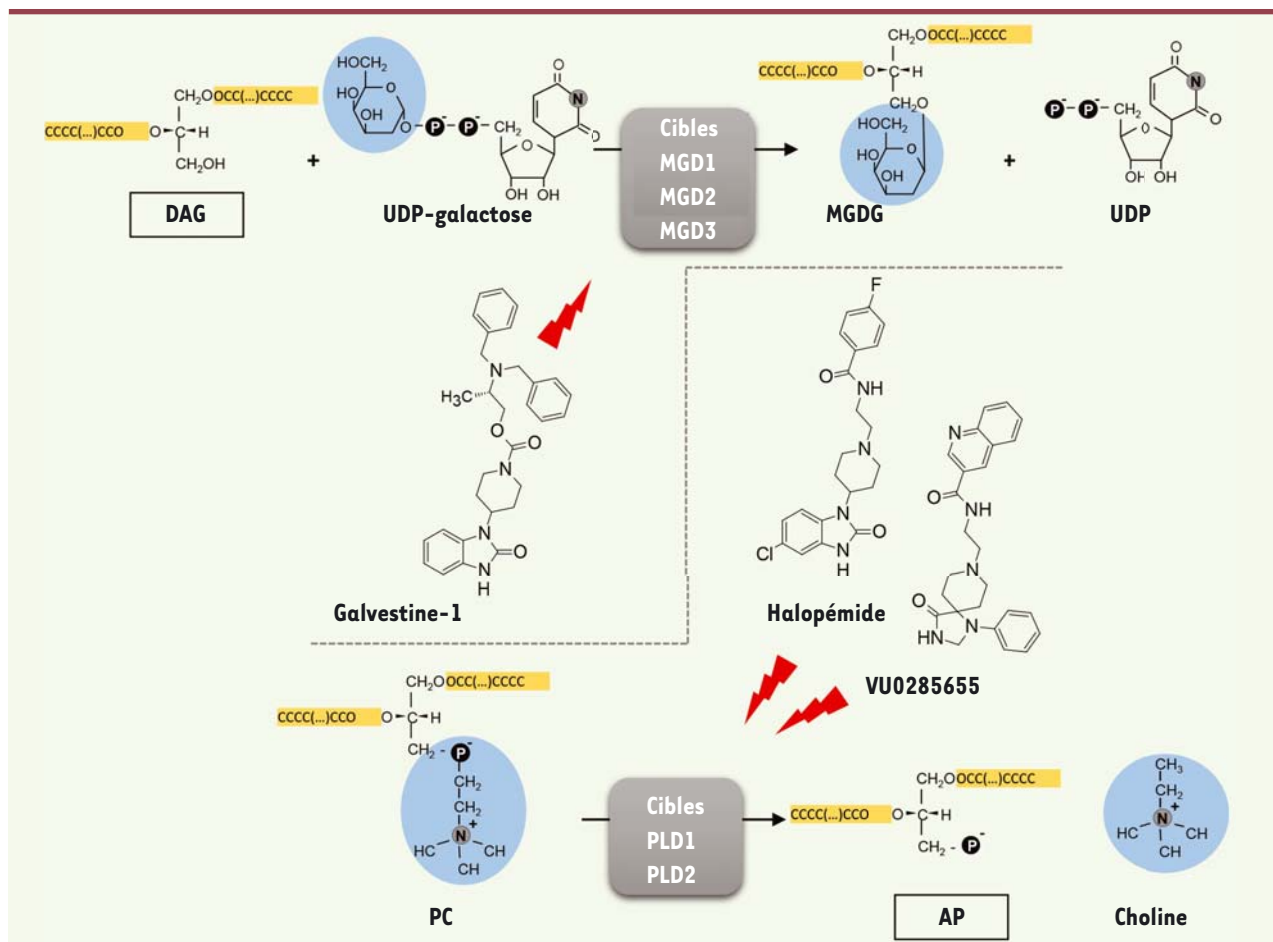 CH₂OOCC(...)CCCC
CCCC(...)CCO O C H
CH₂OH
DAG
+
HOCH₂
HO
OH
O
O
P⁻ P⁻ CH₂
O
N
O
O
OH OH
UDP-galactose
Cibles
MGD1
MGD2
MGD3
CH₂OOCC(...)CCCC
CCCC(...)CCO O C H
CH₂O
HOCH₂
HO
OH
O
MGDG
+
P⁻ P⁻ CH₂
O
N
O
O
OH OH
UDP
N
H₃C
O
O
N
N
O
N
H
Galvestine-1
F
O
NH
N
N
O
Cl
N
H
Halopémide
N
O
NH
N
O
N
HN
VU0285655
CH₂OOCC(...)CCCC
CCCC(...)CCO O C H
CH₂ - P⁻
CH₂
CH₂
N⁺
HC CH
CH
PC
Cibles
PLD1
PLD2
CH₂OOCC(...)CCCC
CCCC(...)CCO O C H
CH₂ - P⁻
AP
CH₃
CH₂
N⁺
HC CH
CH
Choline